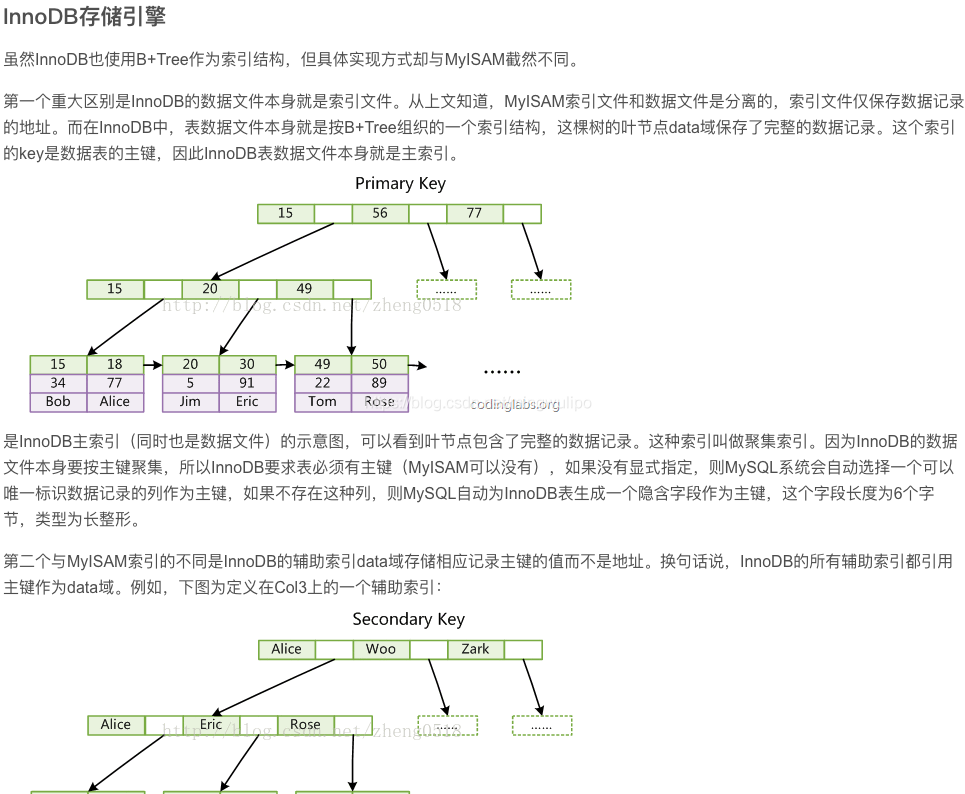 InnoDB存储引擎
虽然InnoDB也使用B+Tree作为索引结构，但具体实现方式却与MyISAM截然不同。
第一个重大区别是InnoDB的数据文件本身就是索引文件。从上文知道，MyISAM索引文件和数据文件是分离的，索引文件仅保存数据记录
的地址。而在InnoDB中，表数据文件本身就是按B+Tree组织的一个索引结构，这棵树的叶节点data域保存了完整的数据记录。这个索引
的key是数据表的主键，因此InnoDB表数据文件本身就是主索引。
Primary Key
15 56 77
15 20 49 ...... ......
http://blog.csdn.net/zheng0518
15 18 20 30 49 50
34 77 5 91 22 89 ......
Bob Alice Jim Eric Tom Rose
codinglabs.org
是InnoDB主索引（同时也是数据文件）的示意图，可以看到叶节点包含了完整的数据记录。这种索引叫做聚集索引。因为InnoDB的数据
文件本身要按主键聚集，所以InnoDB要求表必须有主键（MyISAM可以没有），如果没有显式指定，则MySQL系统会自动选择一个可以
唯一标识数据记录的列作为主键，如果不存在这种列，则MySQL自动为InnoDB表生成一个隐含字段作为主键，这个字段长度为6个字
节，类型为长整形。
第二个与MyISAM索引的不同是InnoDB的辅助索引data域存储相应记录主键的值而不是地址。换句话说，InnoDB的所有辅助索引都引用
主键作为data域。例如，下图为定义在Col3上的一个辅助索引：
Secondary Key
Alice Woo Zark
Alice Eric Rose ...... ......
http://blog.csdn.net/zheng0518